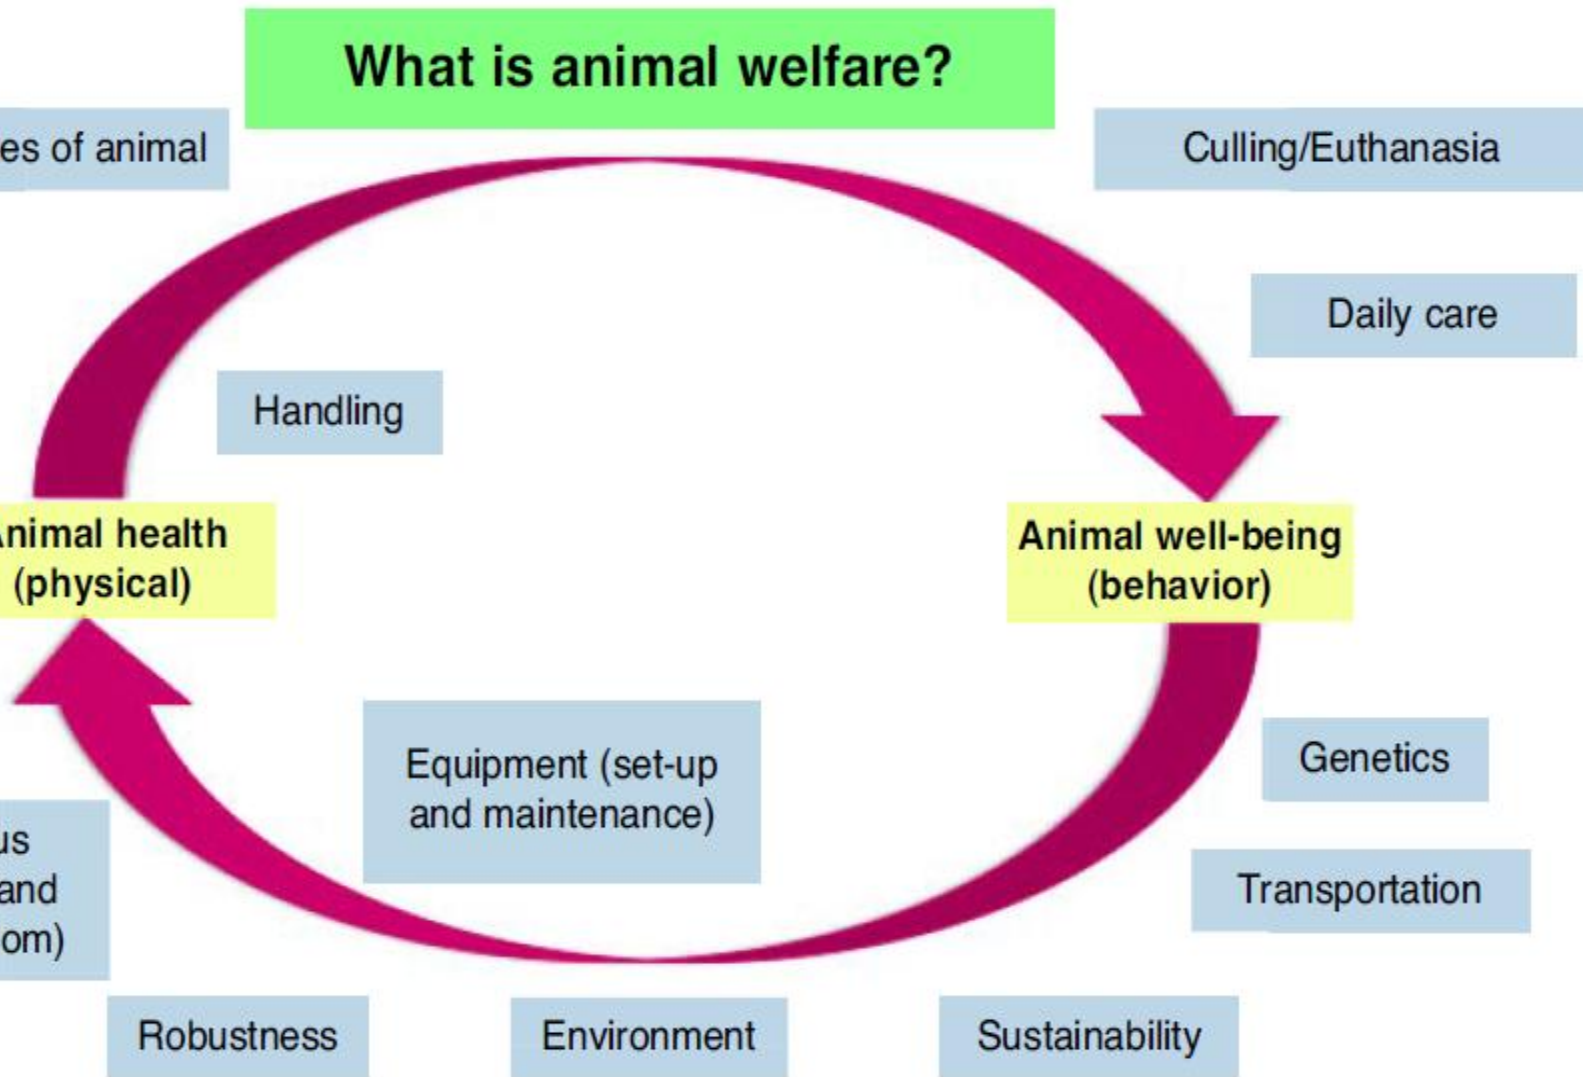 What is animal welfare?
es of animal
Culling/Euthanasia
Daily care
Handling
Animal health
(physical)
Animal well-being
(behavior)
Equipment (set-up
and maintenance)
Genetics
us
and
om)
Transportation
Robustness
Environment
Sustainability